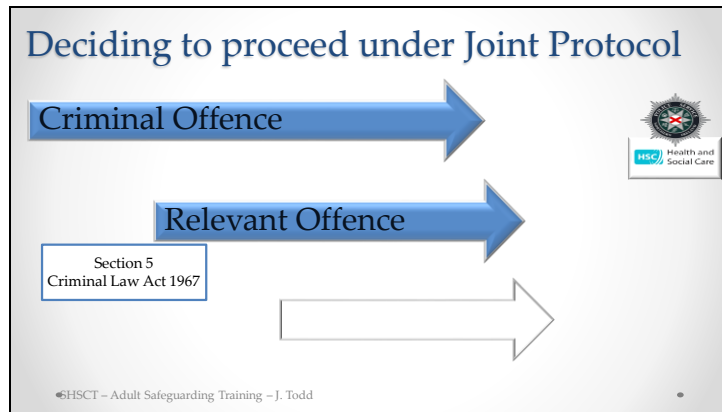 Deciding to proceed under Joint Protocol
Criminal Offence
HSC Health and
Social Care
Relevant Offence
Section 5
Criminal Law Act 1967
SHSCT – Adult Safeguarding Training – J. Todd